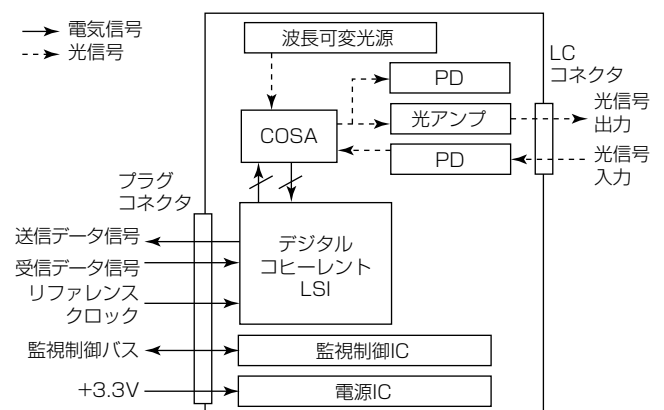 電気信号
光信号
波長可変光源
PD
LC
コネクタ
光アンプ
光信号
出力
COSA
PD
光信号
入力
プラグ
コネクタ
送信データ信号
デジタル
コヒーレント
LSI
受信データ信号
リファレンス
クロック
監視制御バス
監視制御IC
+3.3V
電源IC